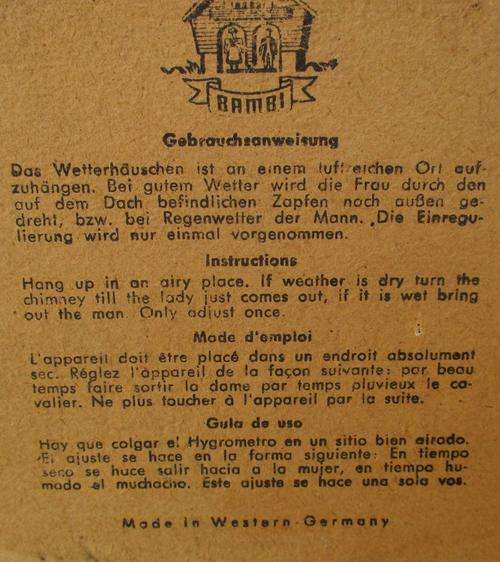 BAMBI
Gebrauchsanweisung
Das Wetterhäuschen ist an einem luftreichen Ort auf-
zuhängen. Bei gutem Wetter wird die Frau durch den
auf dem Dach befindlichen Zapfen nach außen ge-
dreht, bzw. bei Regenwetter der Mann. Die Einregu-
lierung wird nur einmal vorgenommen.
Instructions
Hang up in an airy place. If weather is dry turn the
chimney till the lady just comes out, if it is wet bring
out the man. Only adjust once.
Mode d'emploi
L'appareil doit être placé dans un endroit absolument
sec. Réglez l'appareil de la façon suivante: par beau
temps faire sortir la dame par temps pluvieux le ca-
valier. Ne plus toucher à l'appareil par la suite.
Guia de uso
Hay que colgar el Hygrometro en un sitio bien airado.
El ajuste se hace en la forma siguiente: En tiempo
seco se huce salir hacia a la mujer, en tiempo hu-
modo el muchacho. Este ajuste se hace una sola vos.
Made in Western-Germany